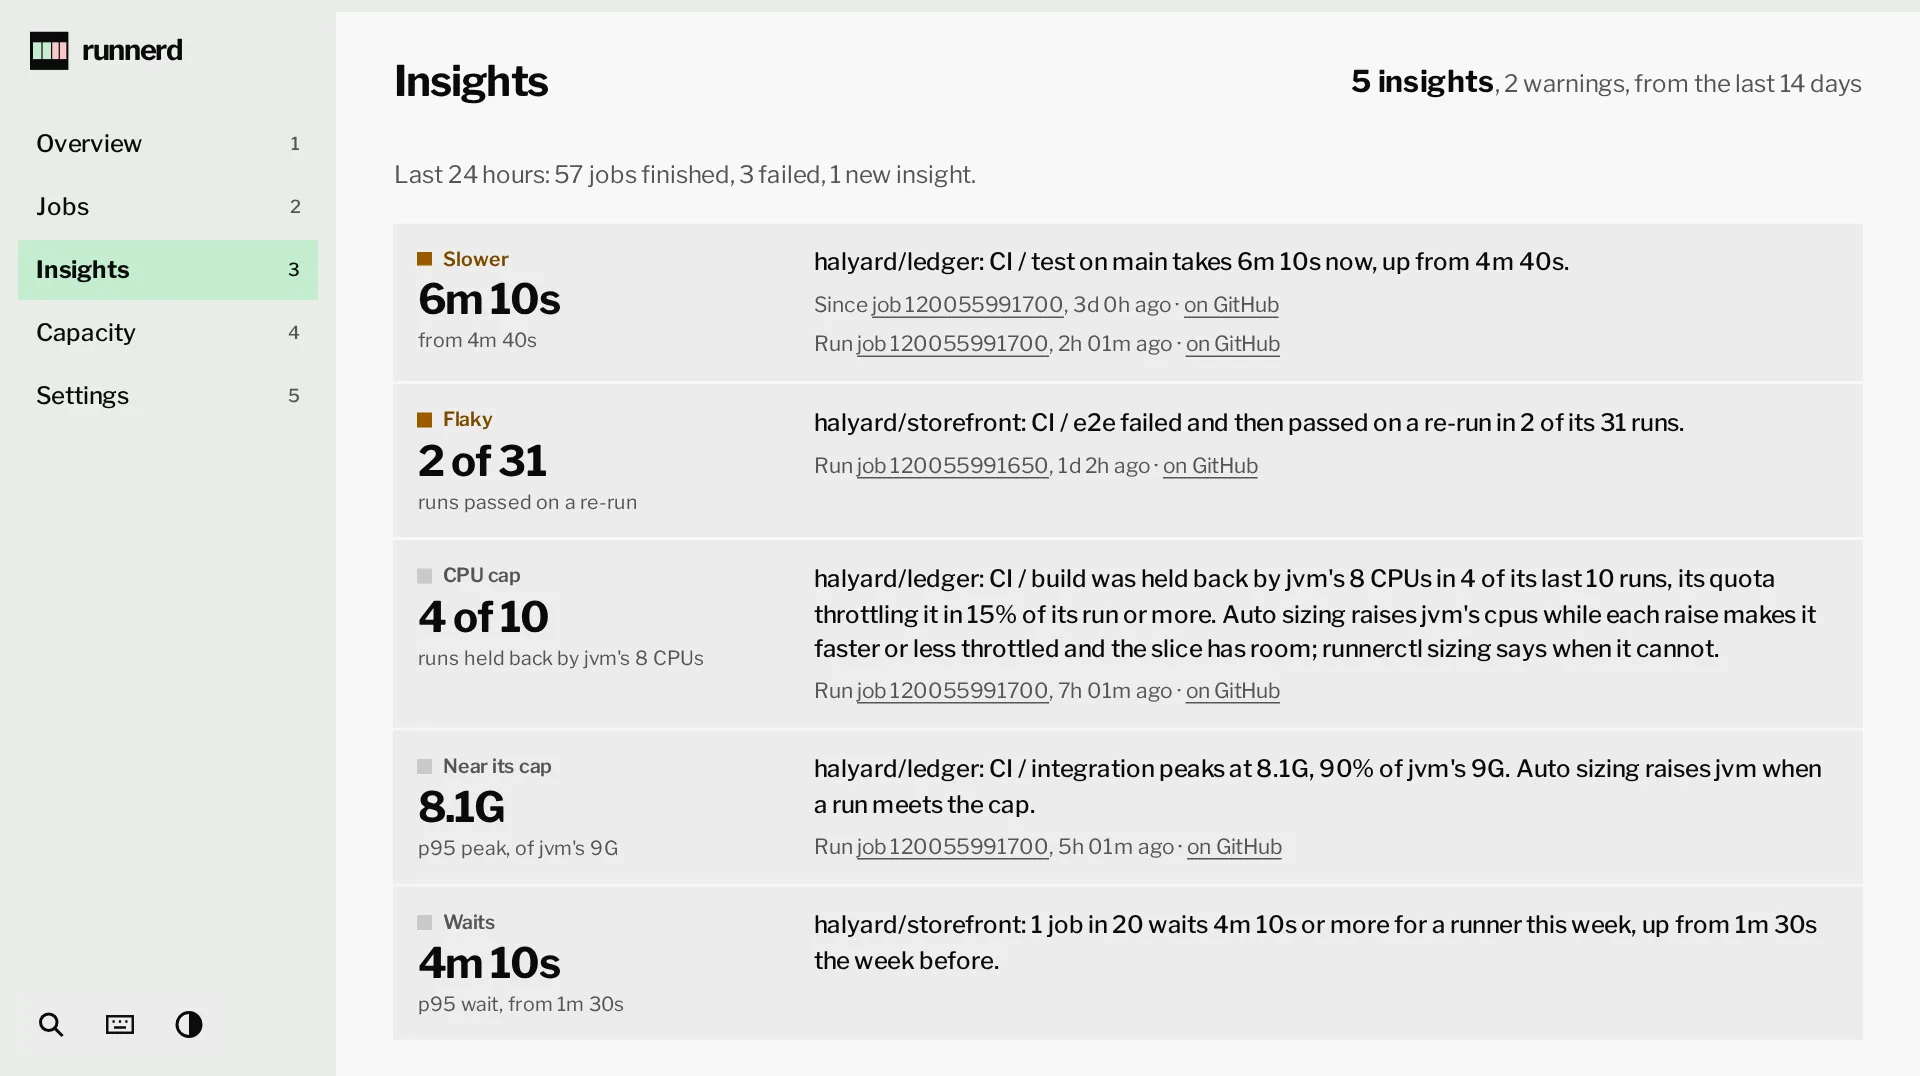 runnerd
Overview 1
Jobs 2
Insights 3
Capacity 4
Settings 5
Insights
5 insights, 2 warnings, from the last 14 days
Last 24 hours: 57 jobs finished, 3 failed, 1 new insight.
Slower
6m 10s
from 4m 40s
halyard/ledger: CI / test on main takes 6m 10s now, up from 4m 40s.
Since job 120055991700, 3d 0h ago · on GitHub
Run job 120055991700, 2h 01m ago · on GitHub
Flaky
2 of 31
runs passed on a re-run
halyard/storefront: CI / e2e failed and then passed on a re-run in 2 of its 31 runs.
Run job 120055991650, 1d 2h ago · on GitHub
CPU cap
4 of 10
runs held back by jvm's 8 CPUs
halyard/ledger: CI / build was held back by jvm's 8 CPUs in 4 of its last 10 runs, its quota
throttling it in 15% of its run or more. Auto sizing raises jvm's cpus while each raise makes it
faster or less throttled and the slice has room; runnerctl sizing says when it cannot.
Run job 120055991700, 7h 01m ago · on GitHub
Near its cap
8.1G
p95 peak, of jvm's 9G
halyard/ledger: CI / integration peaks at 8.1G, 90% of jvm's 9G. Auto sizing raises jvm when
a run meets the cap.
Run job 120055991700, 5h 01m ago · on GitHub
Waits
4m 10s
p95 wait, from 1m 30s
halyard/storefront: 1 job in 20 waits 4m 10s or more for a runner this week, up from 1m 30s
the week before.